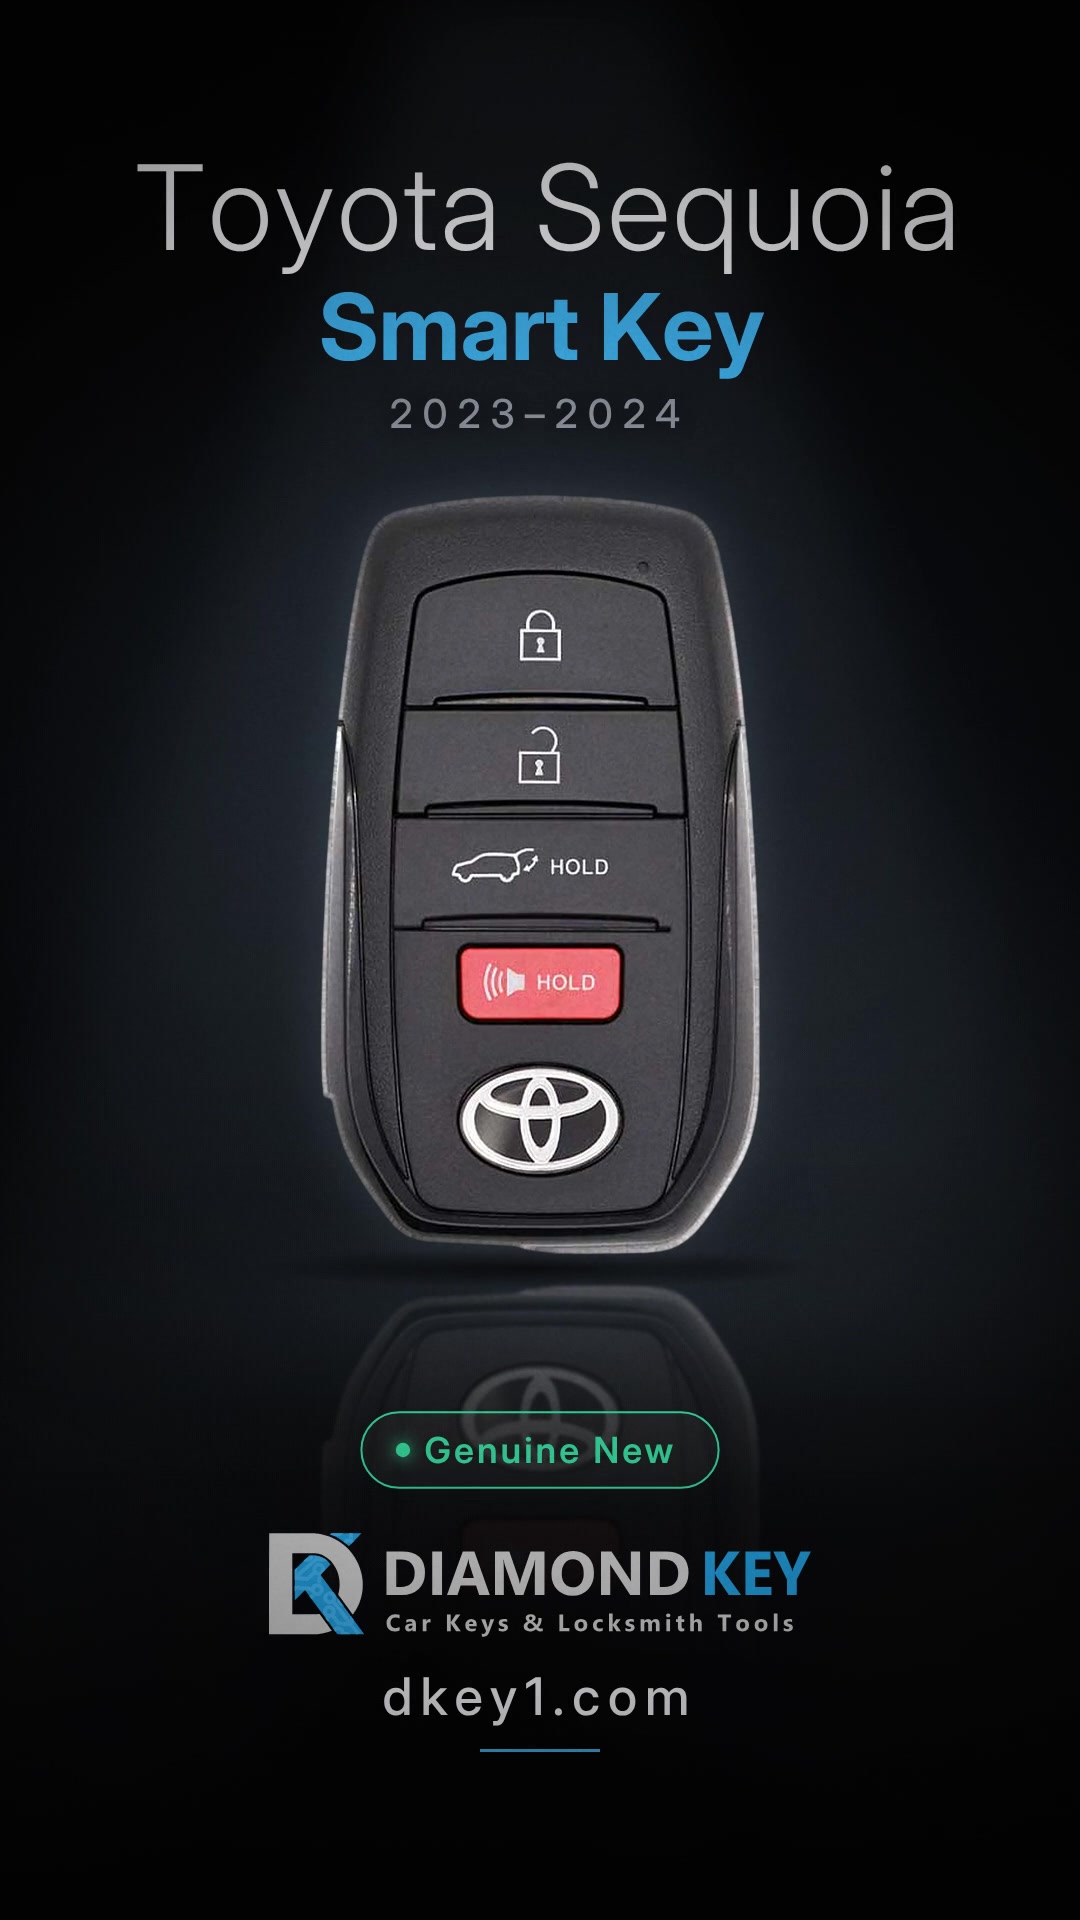 Toyota Sequoia
Smart Key
2023–2024
HOLD
HOLD
Genuine New
DIAMOND KEY
Car Keys & Locksmith Tools
dkey1.com